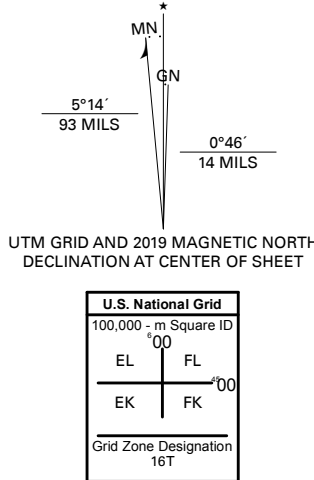 ★
MN
GN
5°14´
93 MILS
0°46´
14 MILS
UTM GRID AND 2019 MAGNETIC NORTH
DECLINATION AT CENTER OF SHEET
U.S. National Grid
100,000 - m Square ID
⁶00
EL FL
⁴⁵00
EK FK
Grid Zone Designation
16T